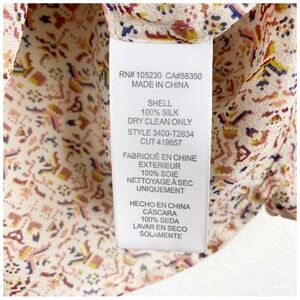 RN# 105230 CA#58350
MADE IN CHINA
SHELL
100% SILK
DRY CLEAN ONLY
STYLE 3400-T2834
CUT 419657
FABRIQUÉ EN CHINE
EXTERIEUR
100% SOIE
NETTOYAGE À SEC
UNIQUEMENT
HECHO EN CHINA
CÁSCARA
100% SEDA
LAVAR EN SECO
SOLAMENTE